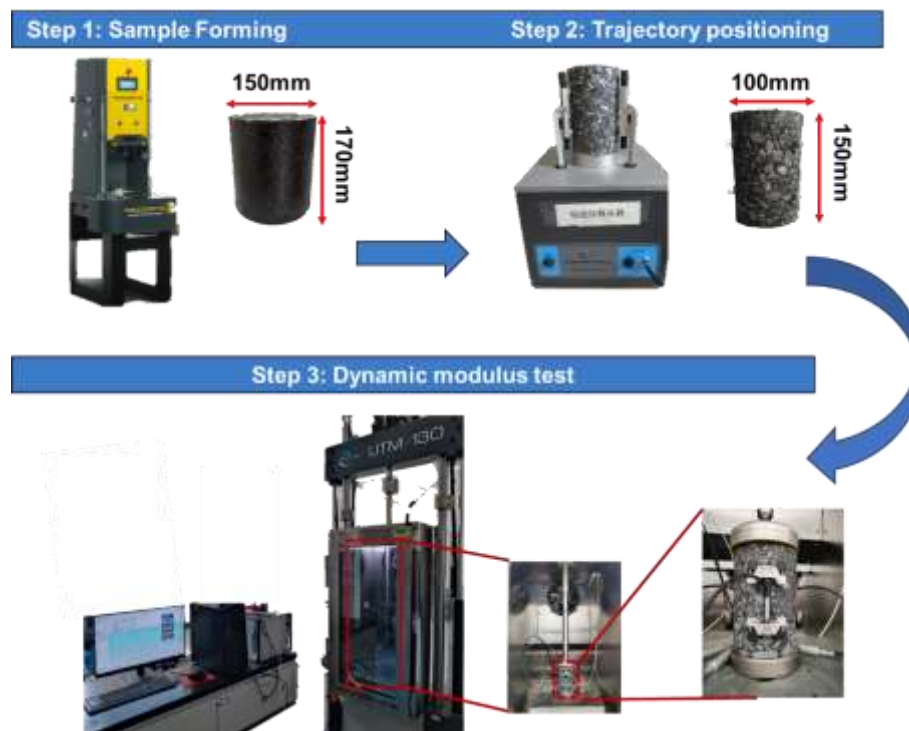 Step 1: Sample Forming
Step 2: Trajectory positioning
150mm
170mm
100mm
150mm
Step 3: Dynamic modulus test
UTM-130